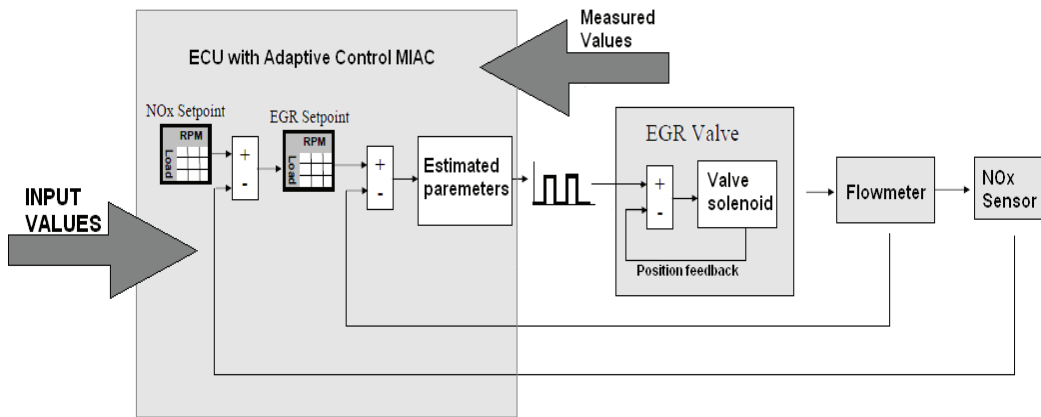 Measured
Values
ECU with Adaptive Control MIAC
NOx Setpoint
RPM
Load
+
-
EGR Setpoint
RPM
Load
+
-
Estimated
paremeters
EGR Valve
+
-
Valve
solenoid
Position feedback
Flowmeter
NOx
Sensor
INPUT
VALUES